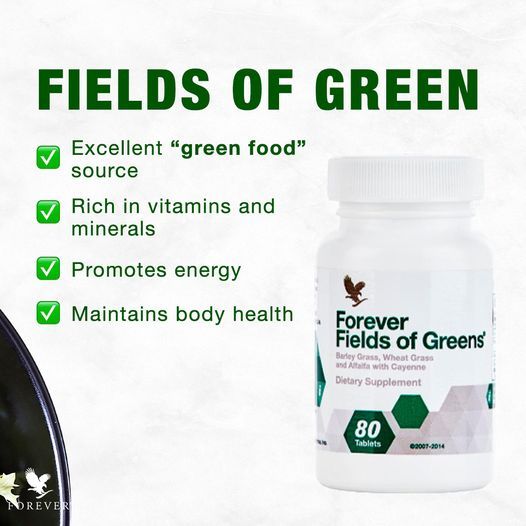 FIELDS OF GREEN
Excellent “green food”
source
Rich in vitamins and
minerals
Promotes energy
Maintains body health
Forever
Fields of Greens®
Barley Grass, Wheat Grass
and Alfalfa with Cayenne
Dietary Supplement
80
Tablets
©2007-2014
FOREVER